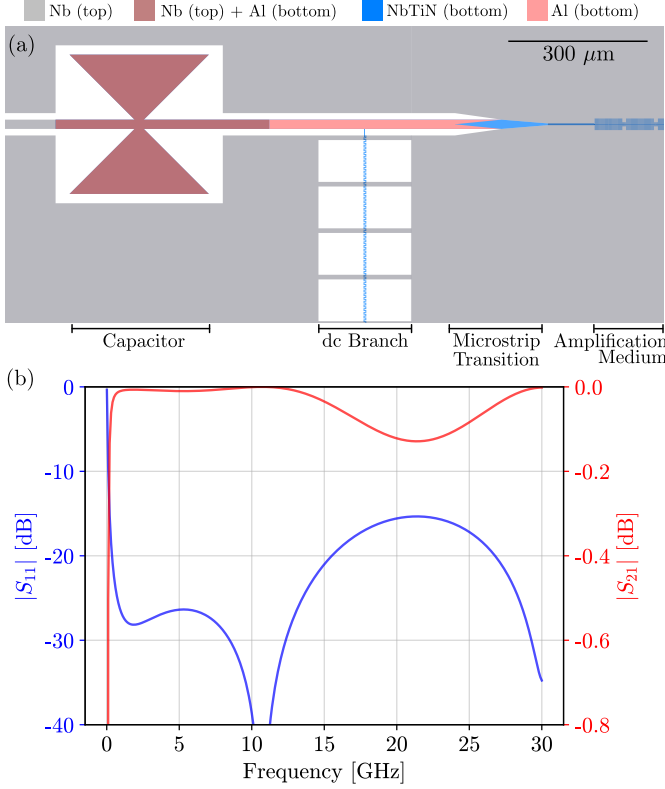 Nb (top) Nb (top) + Al (bottom) NbTiN (bottom) Al (bottom)
(a)
300 μm
Capacitor dc Branch Microstrip Amplification
Transition Medium
(b)
0 0.0
-10 -0.2
-20 -0.4
-30 -0.6
-40 -0.8
|S11| [dB]
|S21| [dB]
0 5 10 15 20 25 30
Frequency [GHz]